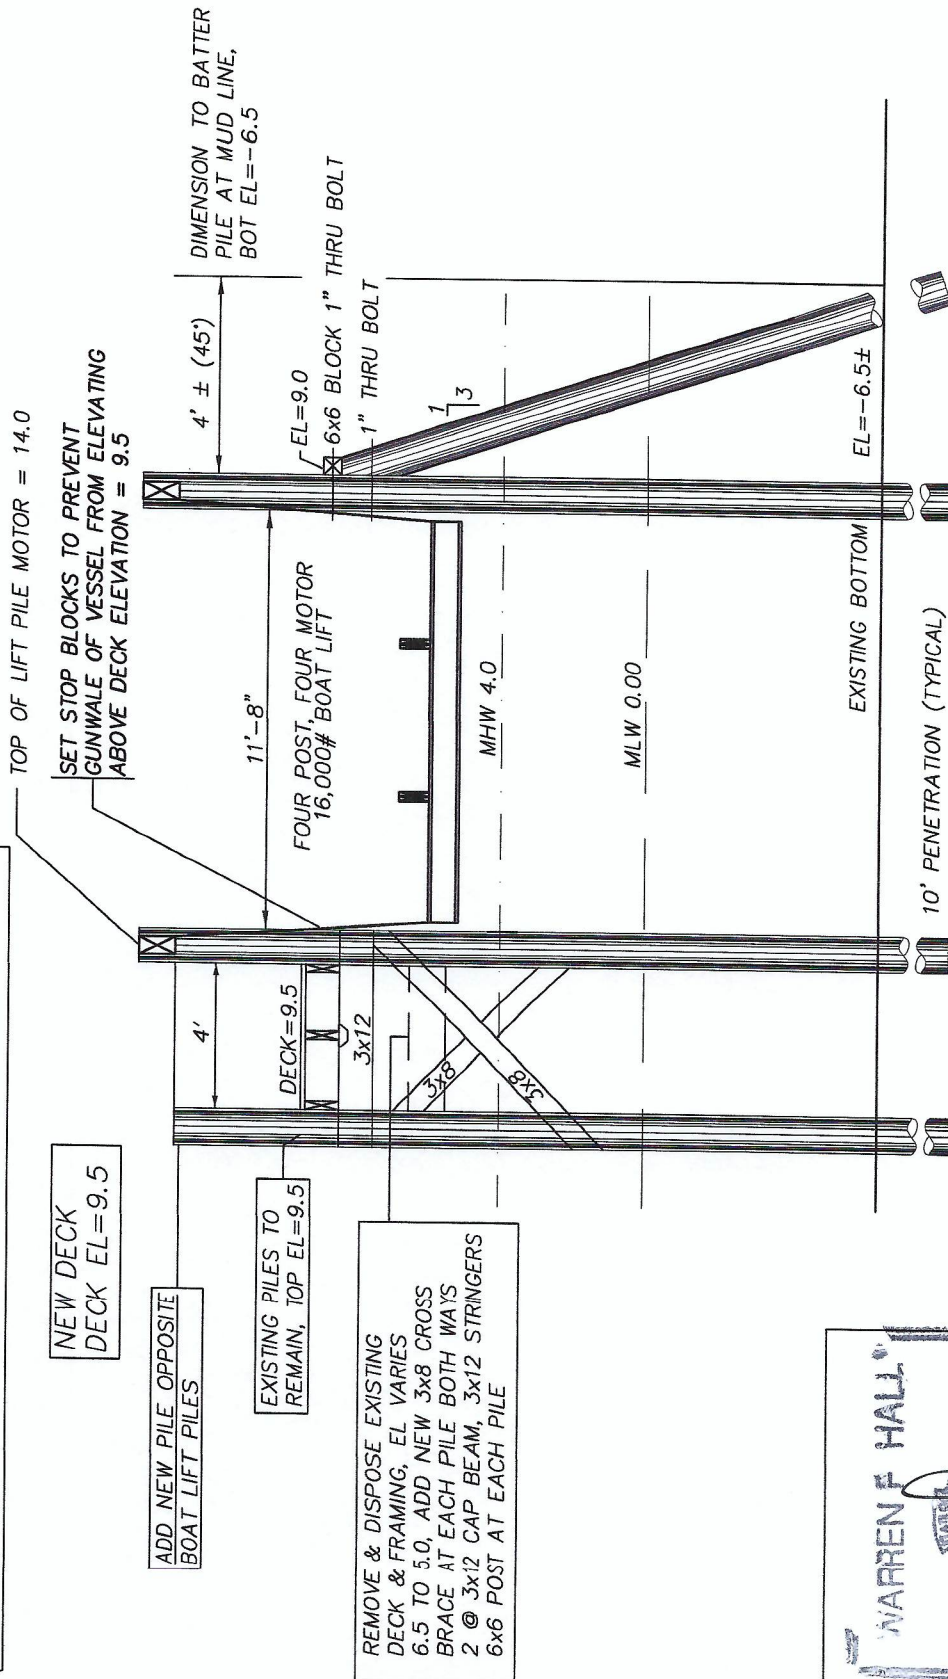 TOP OF LIFT PILE MOTOR = 14.0
SET STOP BLOCKS TO PREVENT
GUNWALE OF VESSEL FROM ELEVATING
ABOVE DECK ELEVATION = 9.5
DIMENSION TO BATTER
PILE AT MUD LINE,
BOT EL=-6.5
4' ± (45°)
EL=9.0
6x6 BLOCK 1" THRU BOLT
1" THRU BOLT
1
3
11'-8"
FOUR POST, FOUR MOTOR
16,000# BOAT LIFT
NEW DECK
DECK EL=9.5
ADD NEW PILE OPPOSITE
BOAT LIFT PILES
4'
DECK=9.5
3x12
EXISTING PILES TO
REMAIN, TOP EL=9.5
3x8
3x8
REMOVE & DISPOSE EXISTING
DECK & FRAMING, EL VARIES
6.5 TO 5.0, ADD NEW 3x8 CROSS
BRACE AT EACH PILE BOTH WAYS
2 @ 3x12 CAP BEAM, 3x12 STRINGERS
6x6 POST AT EACH PILE
MHW 4.0
MLW 0.00
EXISTING BOTTOM
EL=-6.5±
10' PENETRATION (TYPICAL)
WARREN F HALL